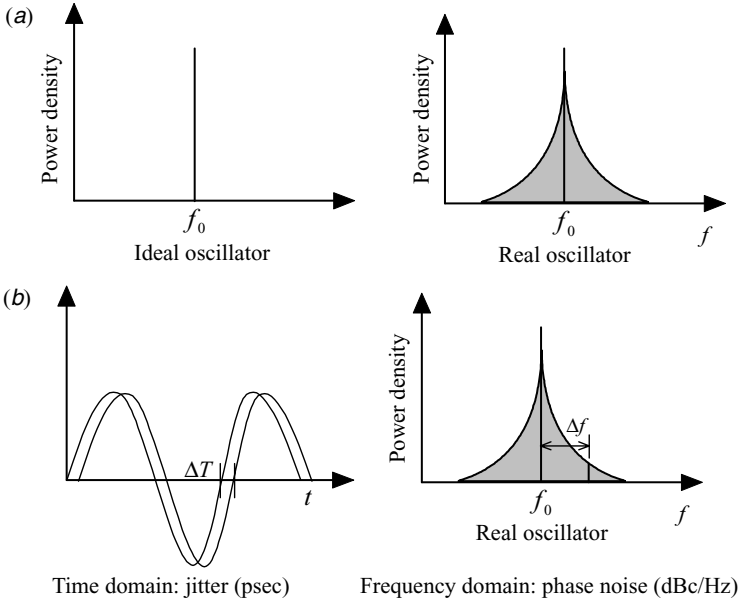 (a)
Power density
f0
Ideal oscillator
Power density
f0
f
Real oscillator
(b)
ΔT
t
Time domain: jitter (psec)
Power density
Δf
f0
f
Real oscillator
Frequency domain: phase noise (dBc/Hz)